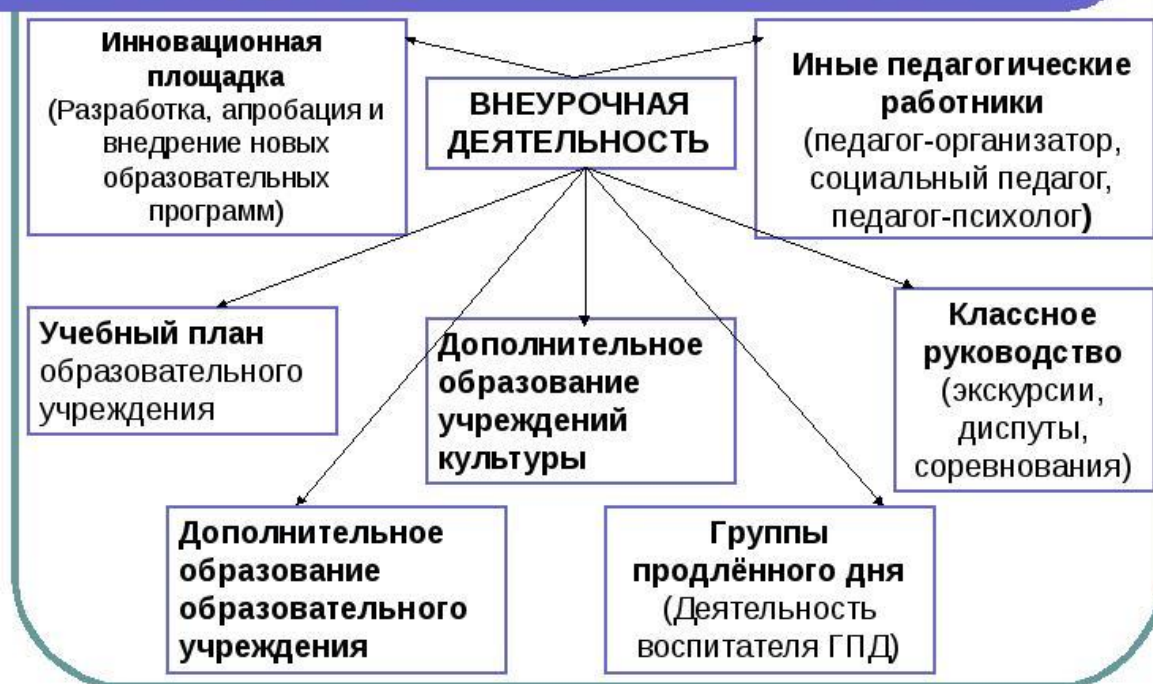 Инновационная
площадка
(Разработка, апробация и
внедрение новых
образовательных
программ)
ВНЕУРОЧНАЯ
ДЕЯТЕЛЬНОСТЬ
Иные педагогические
работники
(педагог-организатор,
социальный педагог,
педагог-психолог)
Учебный план
образовательного
учреждения
Дополнительное
образование
учреждений
культуры
Классное
руководство
(экскурсии,
диспуты,
соревнования)
Дополнительное
образование
образовательного
учреждения
Группы
продлённого дня
(Деятельность
воспитателя ГПД)